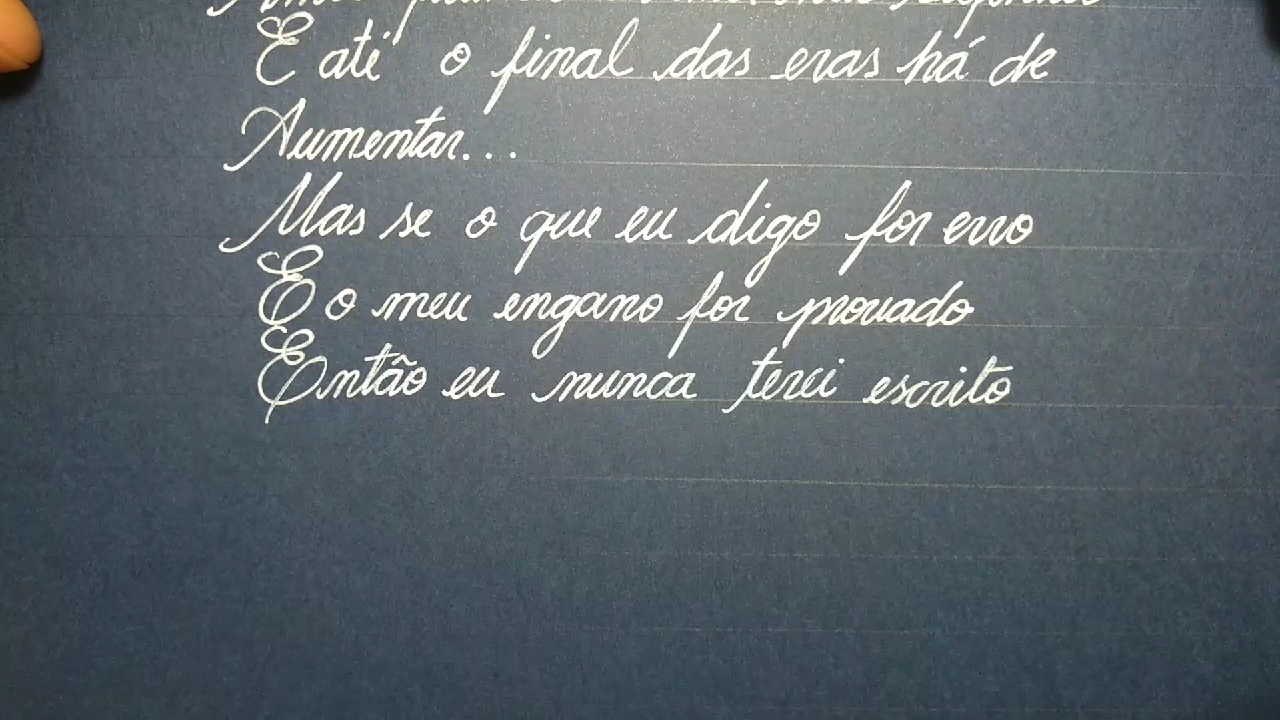 E até o final das eras há de
Aumentar...
Mas se o que eu digo for erro
E o meu engano for provado
Então eu nunca terei escrito